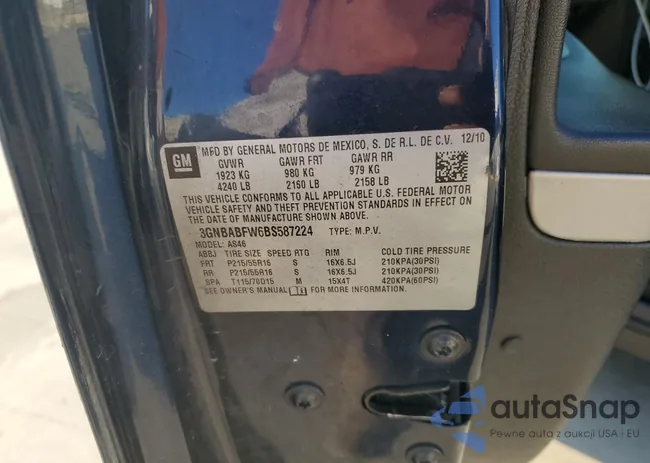 GM
MFD BY GENERAL MOTORS DE MEXICO, S. DE R.L. DE C.V. 12/10
GVWR GAWR FRT GAWR RR
1923 KG 980 KG 979 KG
4240 LB 2160 LB 2158 LB
THIS VEHICLE CONFORMS TO ALL APPLICABLE U.S. FEDERAL MOTOR
VEHICLE SAFETY AND THEFT PREVENTION STANDARDS IN EFFECT ON
THE DATE OF MANUFACTURE SHOWN ABOVE.
3GNBABFW6BS587224 TYPE: M.P.V.
MODEL: AS46
ABSJ TIRE SIZE SPEED RTG RIM COLD TIRE PRESSURE
FRT P215/55R16 S 16X6.5J 210KPA(30PSI)
RR P215/55R16 S 16X6.5J 210KPA(30PSI)
SPA T115/70D15 M 15X4T 420KPA(60PSI)
SEE OWNER'S MANUAL FOR MORE INFORMATION.
autaSnap
Pewne auta z aukcji USA i EU